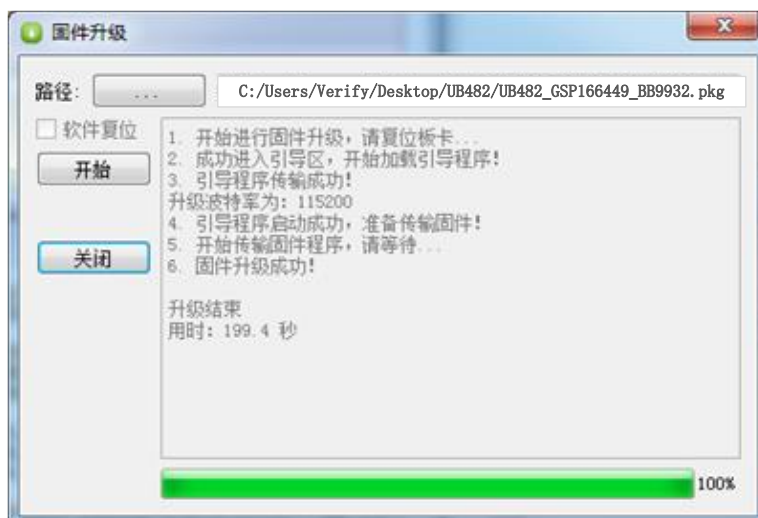 固件升级
路径: ... C:/Users/Verify/Desktop/UB482/UB482_GSP166449_BB9932.pkg
软件复位
开始
关闭
1. 开始进行固件升级，请复位板卡...
2. 成功进入引导区，开始加载引导程序!
3. 引导程序传输成功!
升级波特率为: 115200
4. 引导程序启动成功，准备传输固件!
5. 开始传输固件程序，请等待...
6. 固件升级成功!
升级结束
用时: 199.4 秒
100%